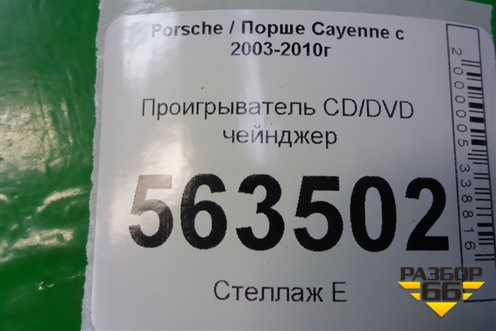 Porsche / Порше Cayenne с
2003-2010г
Проигрыватель CD/DVD
чейнджер
563502
Стеллаж Е
2000005338816
РАЗБОР
66